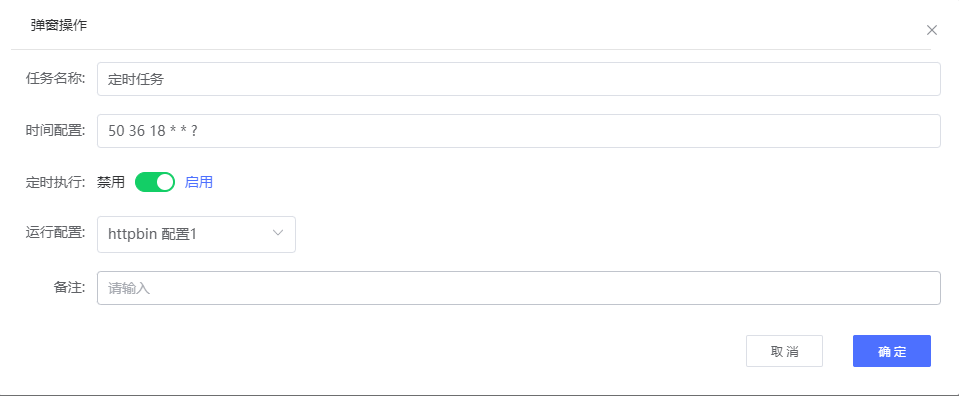 弹窗操作
任务名称: 定时任务
时间配置: 50 36 18 * * ?
定时执行: 禁用 启用
运行配置: httpbin 配置1
备注: 请输入
取消 确定